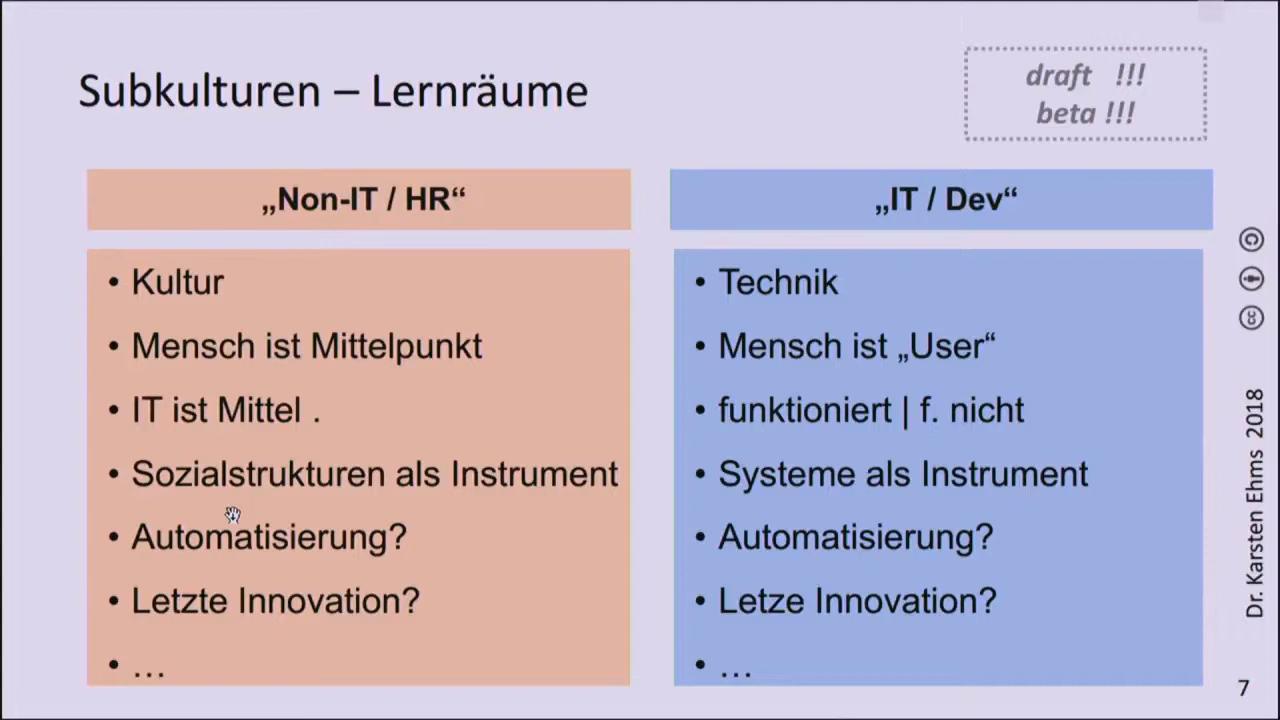 Subkulturen – Lernräume
draft !!!
beta !!!
„Non-IT / HR“
• Kultur
• Mensch ist Mittelpunkt
• IT ist Mittel .
• Sozialstrukturen als Instrument
• Automatisierung?
• Letzte Innovation?
• …
„IT / Dev“
• Technik
• Mensch ist „User“
• funktioniert | f. nicht
• Systeme als Instrument
• Automatisierung?
• Letze Innovation?
• …
cc
Dr. Karsten Ehms 2018
7